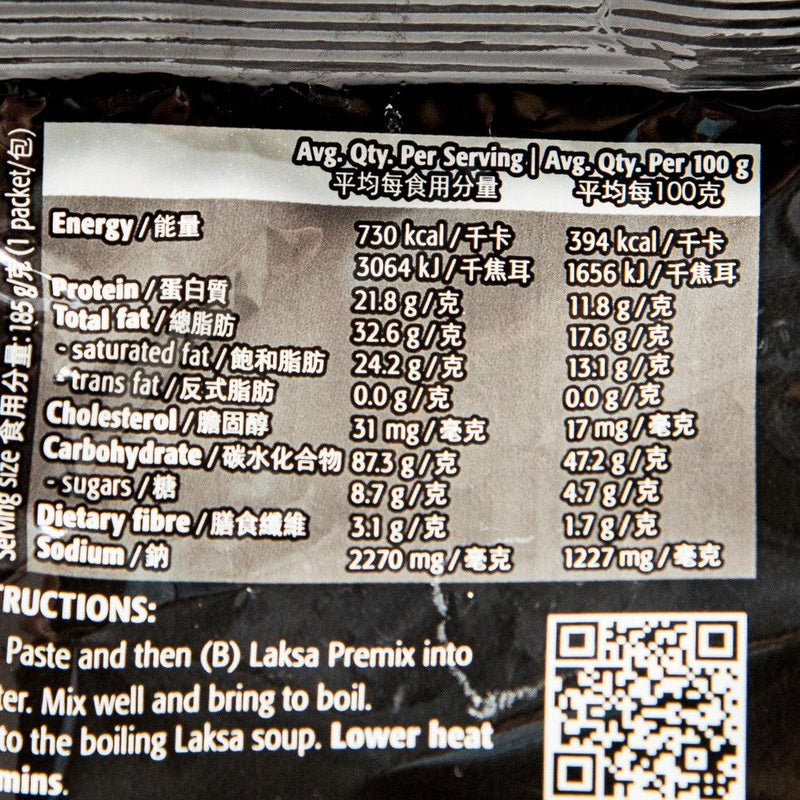 Serving size 食用分量: 185 g/克 (1 packet/包)
Avg. Qty. Per Serving | Avg. Qty. Per 100 g
平均每食用分量 平均每100克
Energy / 能量 730 kcal / 千卡 394 kcal / 千卡
3064 kJ / 千焦耳 1656 kJ / 千焦耳
Protein / 蛋白質 21.8 g / 克 11.8 g / 克
Total fat / 總脂肪 32.6 g / 克 17.6 g / 克
- saturated fat / 飽和脂肪 24.2 g / 克 13.1 g / 克
- trans fat / 反式脂肪 0.0 g / 克 0.0 g / 克
Cholesterol / 膽固醇 31 mg / 毫克 17 mg / 毫克
Carbohydrate / 碳水化合物 87.3 g / 克 47.2 g / 克
- sugars / 糖 8.7 g / 克 4.7 g / 克
Dietary fibre / 膳食纖維 3.1 g / 克 1.7 g / 克
Sodium / 鈉 2270 mg / 毫克 1227 mg / 毫克
RUCTIONS:
Paste and then (B) Laksa Premix into
ter. Mix well and bring to boil.
to the boiling Laksa soup. Lower heat
mins.